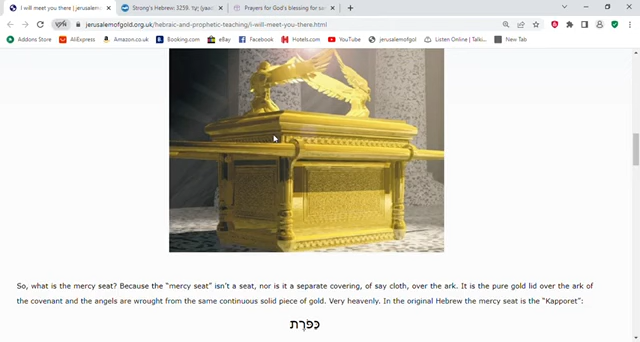 I will meet you there | jerusalem
Strong's Hebrew: 3259. יָעַד (yaad
Prayers for God's blessing for su
jerusalemofgold.org.uk/hebraic-and-prophetic-teaching/i-will-meet-you-there.html
Addons Store AliExpress Amazon.co.uk Booking.com eBay Facebook Hotels.com YouTube jerusalemofgold Listen Online | Talki... New Tab
So, what is the mercy seat? Because the “mercy seat” isn’t a seat, nor is it a separate covering, of say cloth, over the ark. It is the pure gold lid over the ark of
the covenant and the angels are wrought from the same continuous solid piece of gold. Very heavenly. In the original Hebrew the mercy seat is the “Kapporet”:
כַּפֹּרֶת